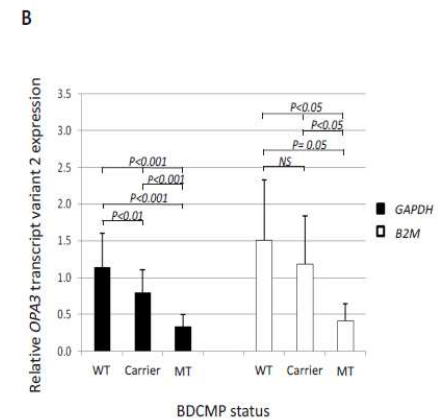 B
Relative OPA3 transcript variant 2 expression
3.5
3.0
2.5
2.0
1.5
1.0
0.5
0.0
P<0.001
P<0.001
P<0.001
P<0.01
P<0.05
P<0.05
P= 0.05
NS
GAPDH
B2M
WT Carrier MT WT Carrier MT
BDCMP status